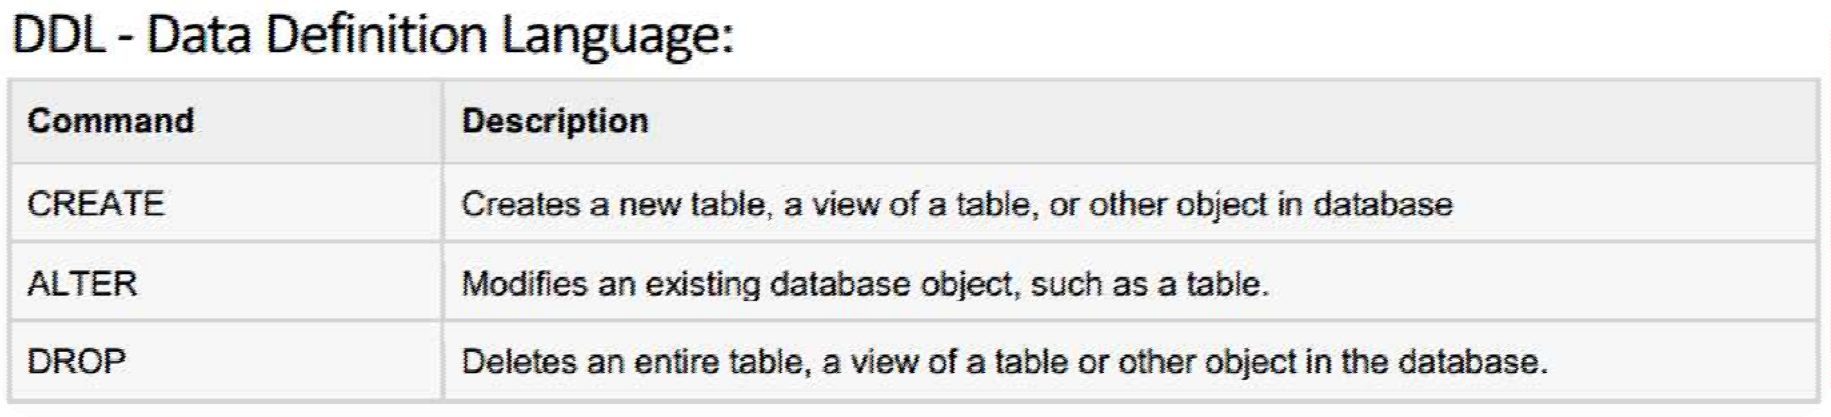 DDL - Data Definition Language:
Command Description
CREATE Creates a new table, a view of a table, or other object in database
ALTER Modifies an existing database object, such as a table.
DROP Deletes an entire table, a view of a table or other object in the database.